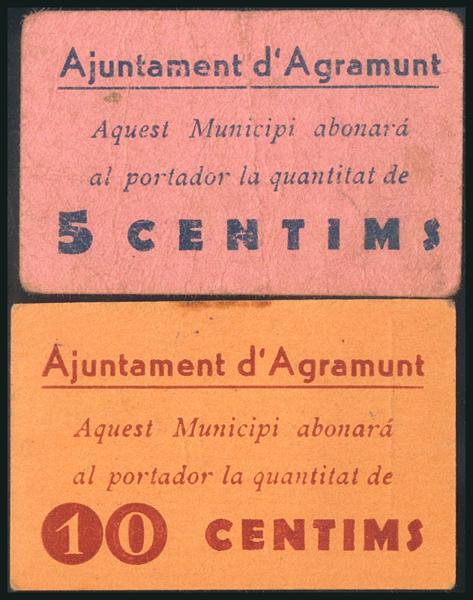 Ajuntament d'Agramunt
Aquest Municipi abonará
al portador la quantitat de
5 CENTIMS
Ajuntament d'Agramunt
Aquest Municipi abonará
al portador la quantitat de
10 CENTIMS